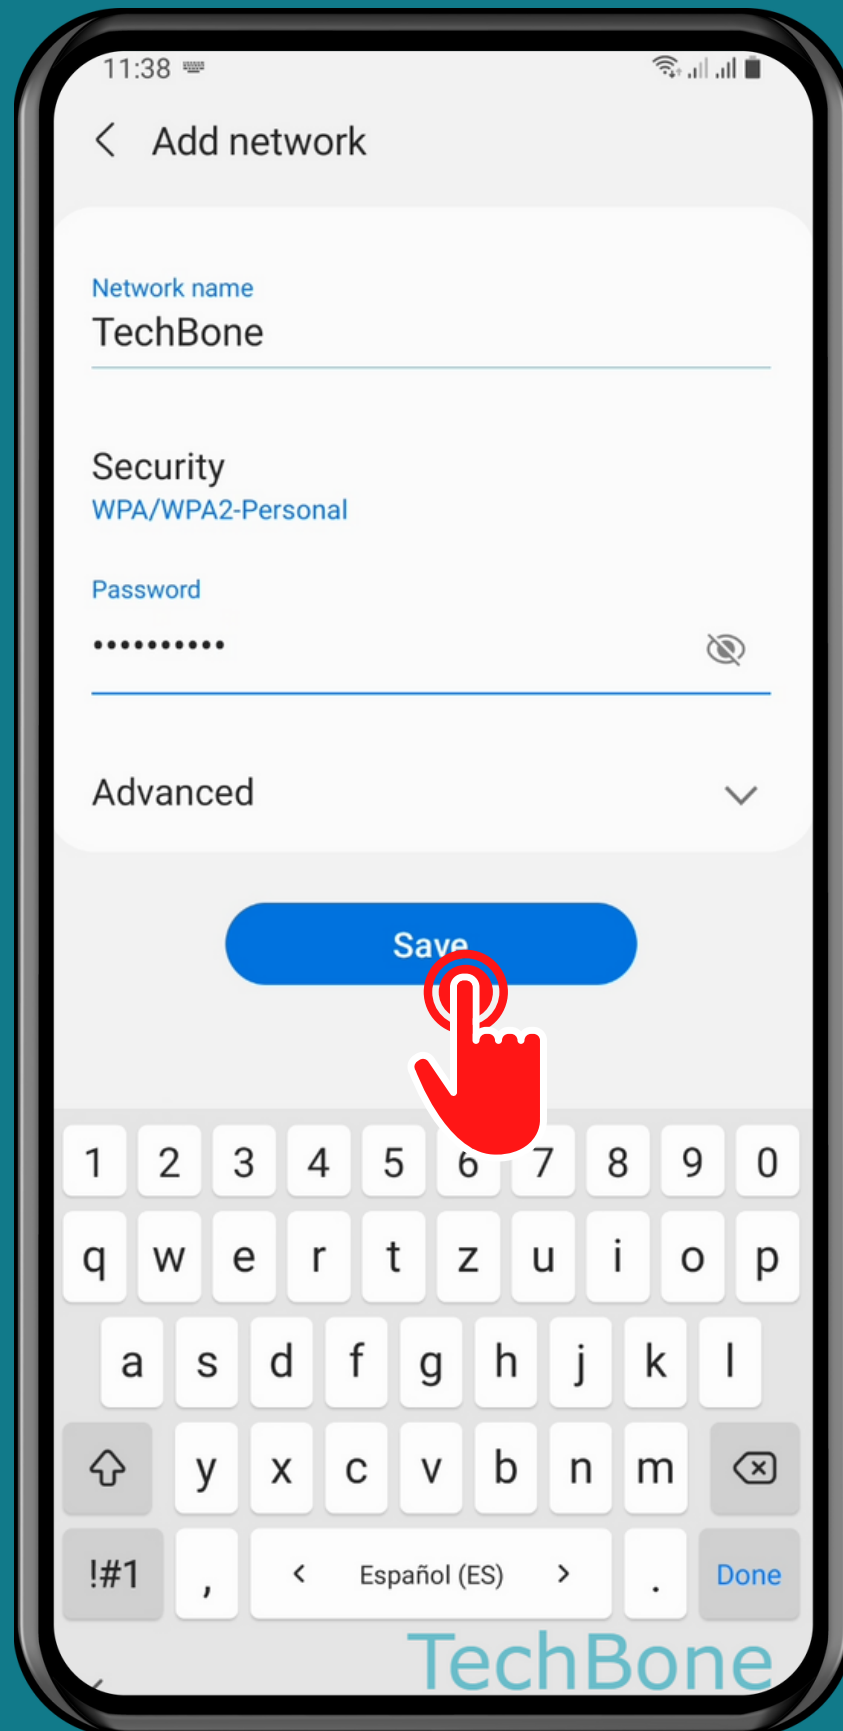 11:38
Add network
Network name
TechBone
Security
WPA/WPA2-Personal
Password
••••••••••
Advanced
Save
1 2 3 4 5 6 7 8 9 0
q w e r t z u i o p
a s d f g h j k l
y x c v b n m
!#1 , < Español (ES) > . Done
TechBone